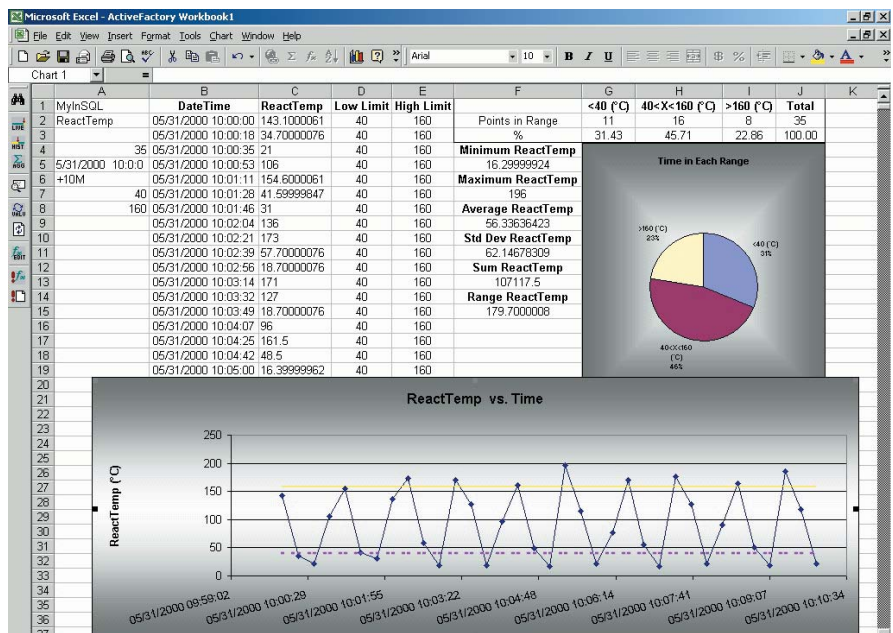 Microsoft Excel - ActiveFactory Workbook1
File Edit View Insert Format Tools Chart Window Help
Arial 10 B I U
Chart 1 =
A B C D E F G H I J K
1 MyInSQL DateTime ReactTemp Low Limit High Limit <40 (°C) 40<X<160 (°C) >160 (°C) Total
2 ReactTemp 05/31/2000 10:00:00 143.1000061 40 160 Points in Range 11 16 8 35
3 05/31/2000 10:00:18 34.70000076 40 160 % 31.43 45.71 22.86 100.00
4 35 05/31/2000 10:00:35 21 40 160 Minimum ReactTemp
5 5/31/2000 10:0:0 05/31/2000 10:00:53 106 40 160 16.29999924
6 +10M 05/31/2000 10:01:11 154.6000061 40 160 Maximum ReactTemp
7 40 05/31/2000 10:01:28 41.59999847 40 160 196
8 160 05/31/2000 10:01:46 31 40 160 Average ReactTemp
9 05/31/2000 10:02:04 136 40 160 56.33636423
10 05/31/2000 10:02:21 173 40 160 Std Dev ReactTemp
11 05/31/2000 10:02:39 57.70000076 40 160 62.14678309
12 05/31/2000 10:02:56 18.70000076 40 160 Sum ReactTemp
13 05/31/2000 10:03:14 171 40 160 107117.5
14 05/31/2000 10:03:32 127 40 160 Range ReactTemp
15 05/31/2000 10:03:49 18.70000076 40 160 179.7000008
16 05/31/2000 10:04:07 96 40 160
17 05/31/2000 10:04:25 161.5 40 160
18 05/31/2000 10:04:42 48.5 40 160
19 05/31/2000 10:05:00 16.39999962 40 160
Time in Each Range
>160 (°C)
23%
<40 (°C)
31%
40<X<160
(°C)
46%
20
21
22
23
24
25
26
27
28
29
30
31
32
33
34
35
36
ReactTemp vs. Time
ReactTemp (°C)
250
200
150
100
50
0
05/31/2000 09:59:02
05/31/2000 10:00:29
05/31/2000 10:01:55
05/31/2000 10:03:22
05/31/2000 10:04:48
05/31/2000 10:06:14
05/31/2000 10:07:41
05/31/2000 10:09:07
05/31/2000 10:10:34